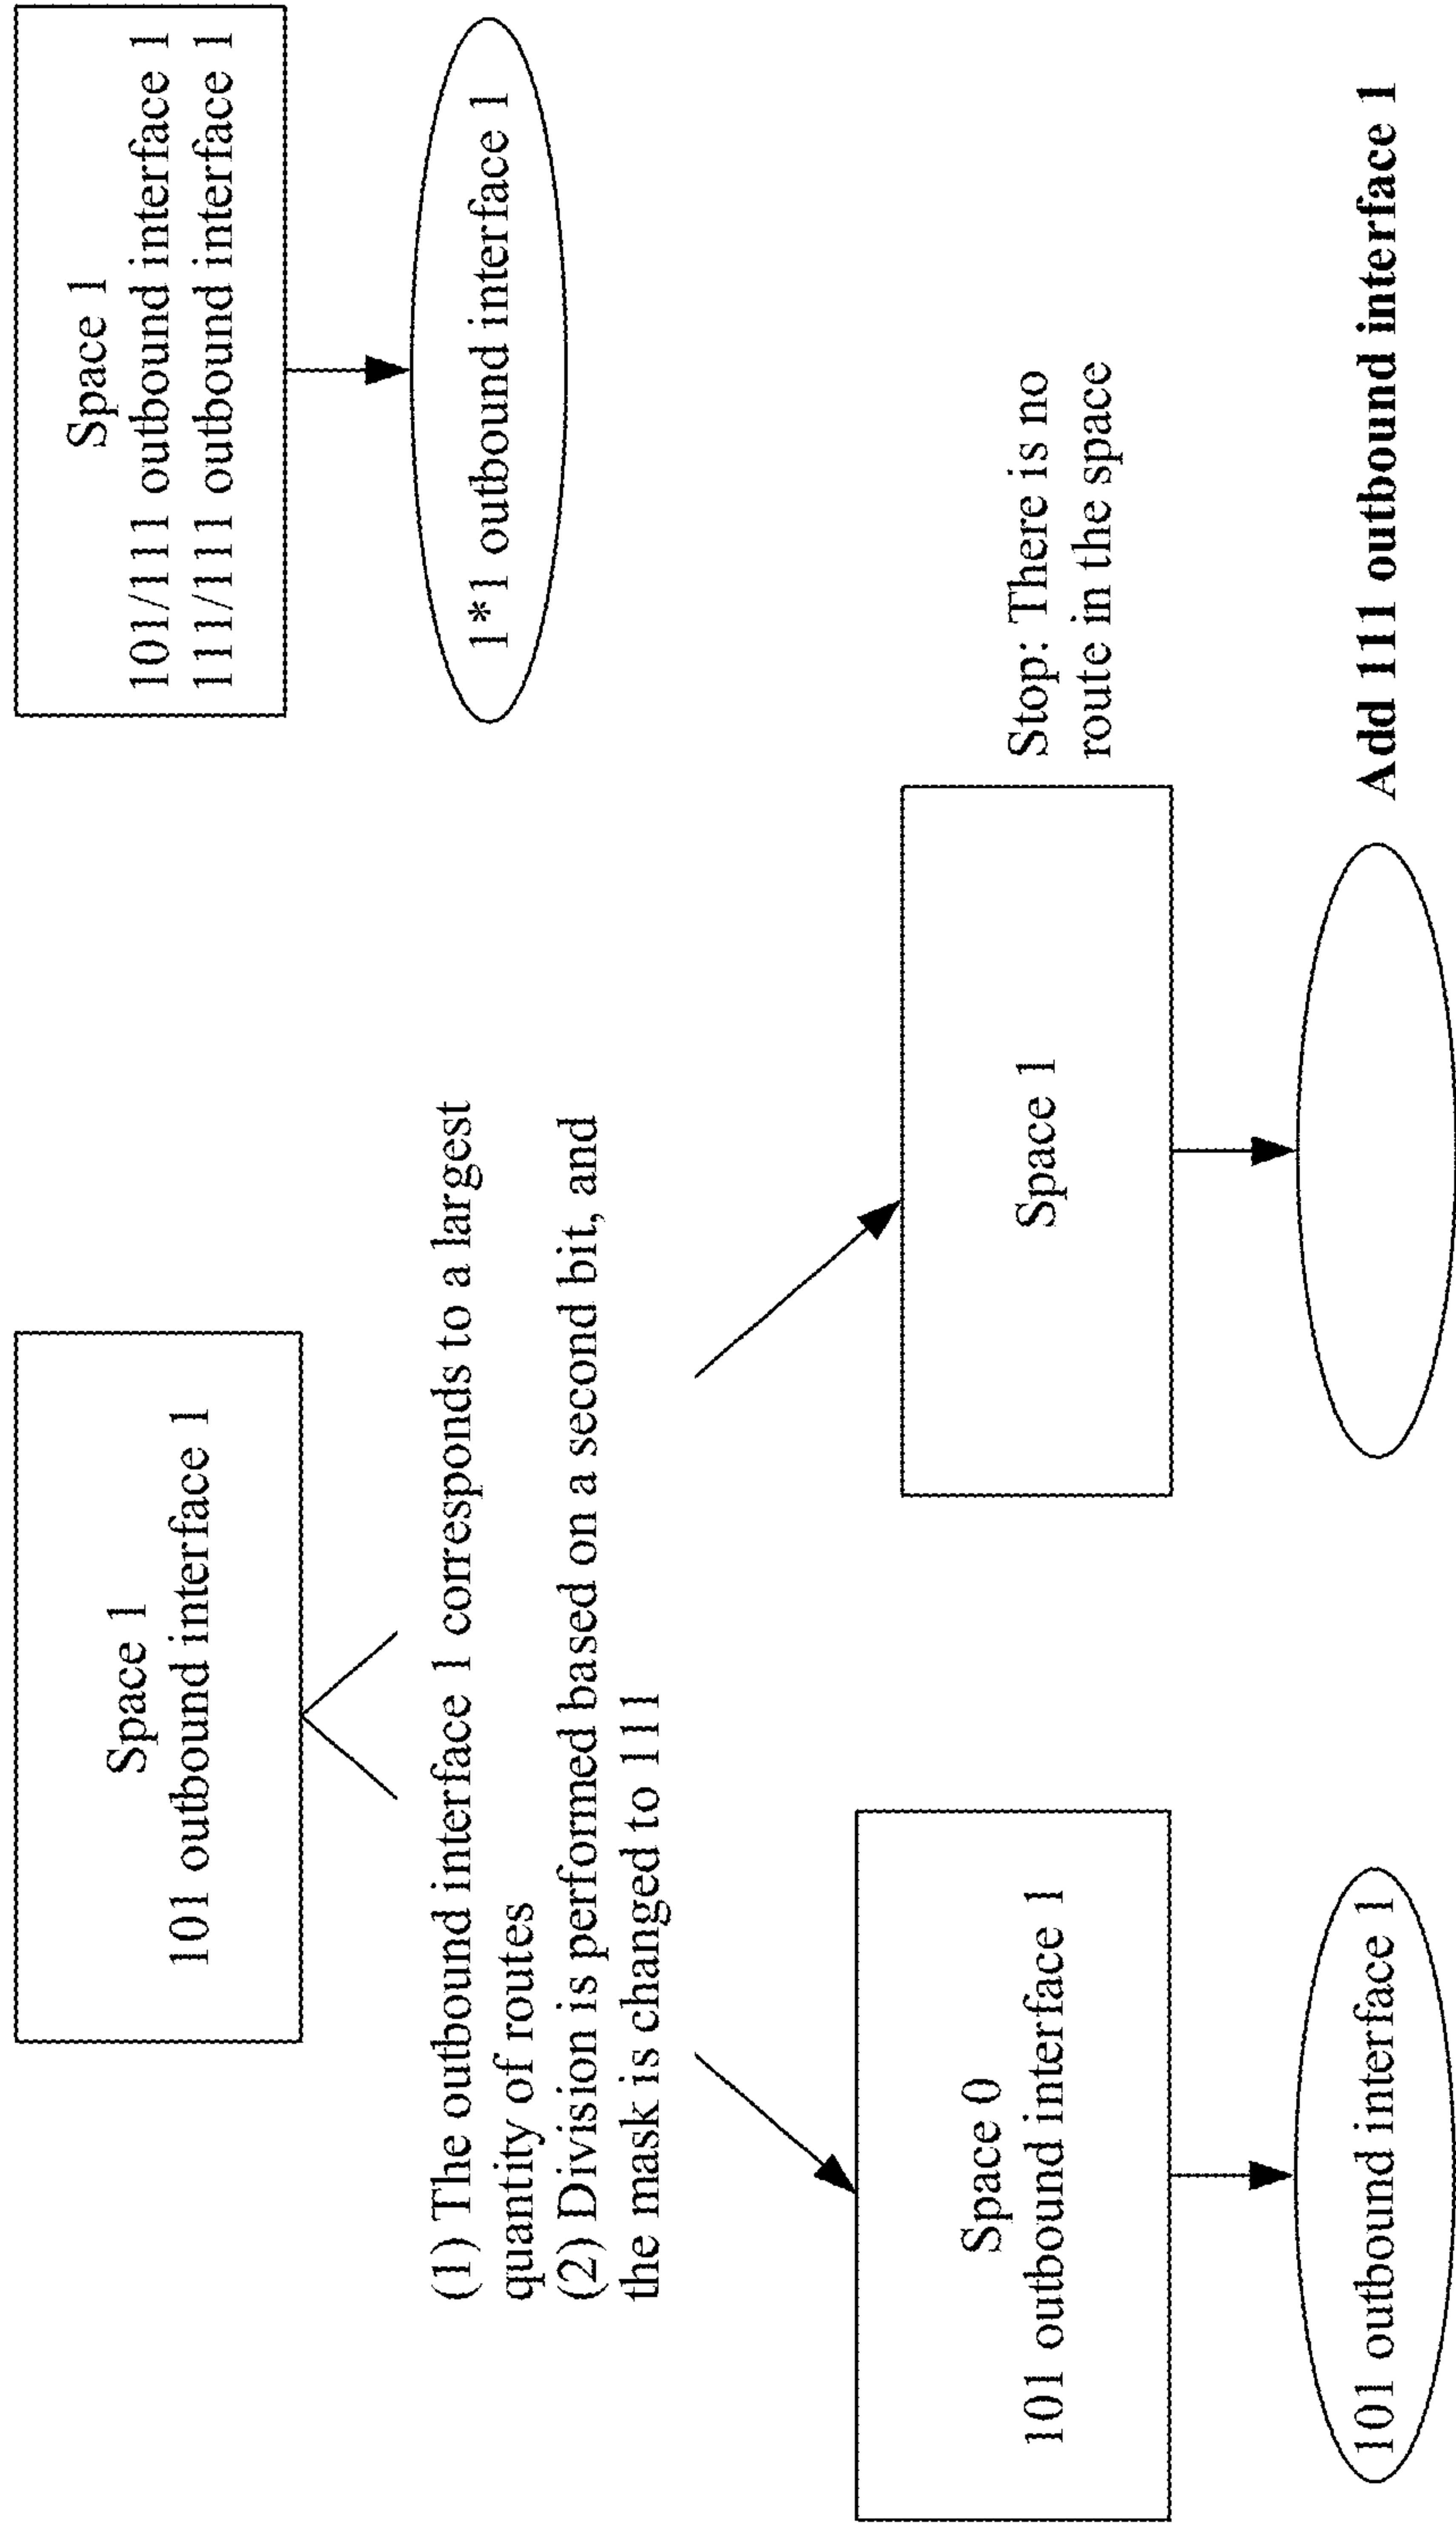 Space 1
101 outbound interface 1
(1) The outbound interface 1 corresponds to a largest
quantity of routes
(2) Division is performed based on a second bit, and
the mask is changed to 111
Space 0
101 outbound interface 1
101 outbound interface 1
Space 1
Stop: There is no
route in the space
Add 111 outbound interface 1
Space 1
101/111 outbound interface 1
111/111 outbound interface 1
1*1 outbound interface 1